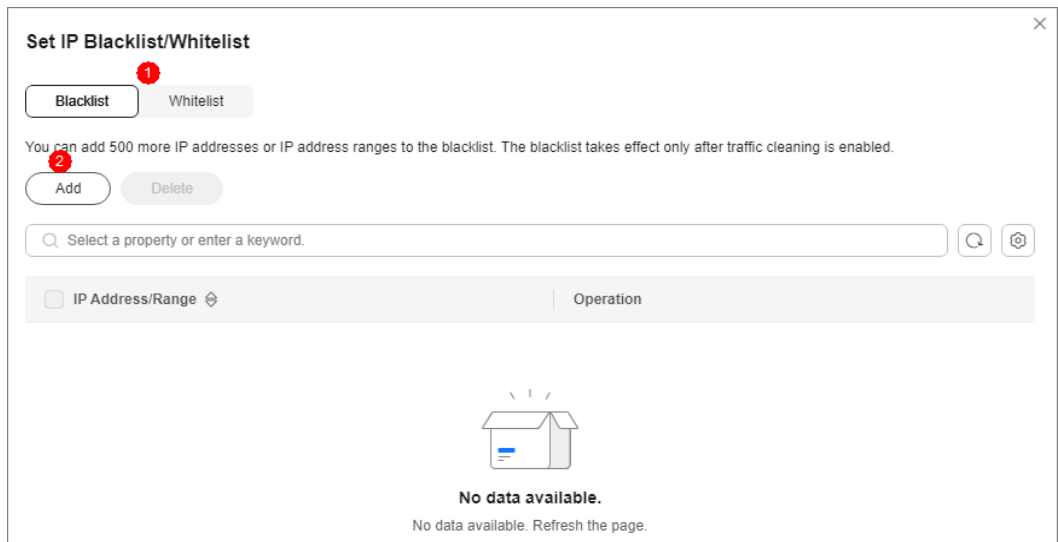 Set IP Blacklist/Whitelist
1
Blacklist Whitelist
You can add 500 more IP addresses or IP address ranges to the blacklist. The blacklist takes effect only after traffic cleaning is enabled.
2
Add Delete
Select a property or enter a keyword.
IP Address/Range Operation
No data available.
No data available. Refresh the page.